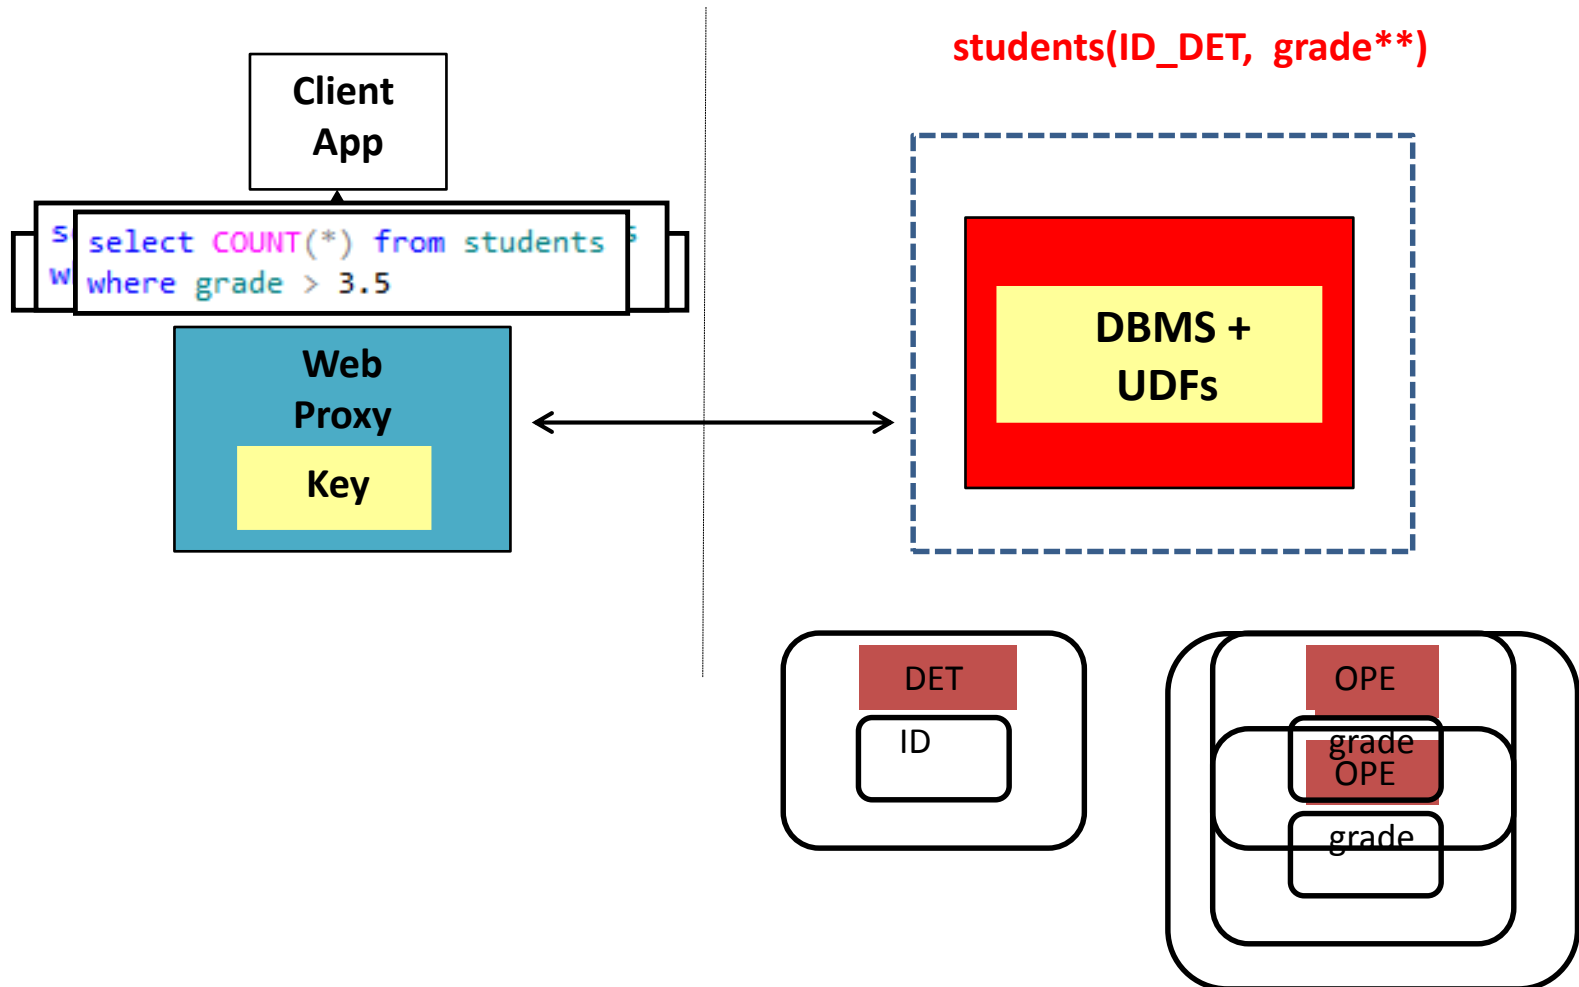 students(ID_DET, grade**)
Client
App
s
w
s
select COUNT(*) from students
where grade > 3.5
Web
Proxy
Key
DBMS +
UDFs
DET
ID
OPE
grade
OPE
grade